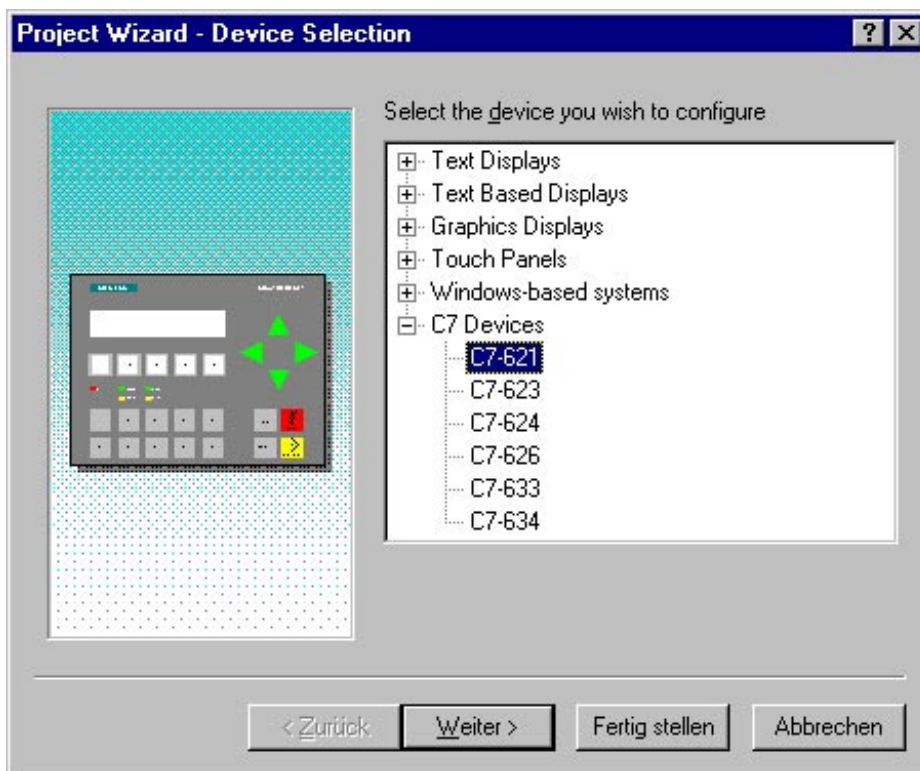 Project Wizard - Device Selection
Select the device you wish to configure
Text Displays
Text Based Displays
Graphics Displays
Touch Panels
Windows-based systems
C7 Devices
C7-621
C7-623
C7-624
C7-626
C7-633
C7-634
< Zurück
Weiter >
Fertig stellen
Abbrechen